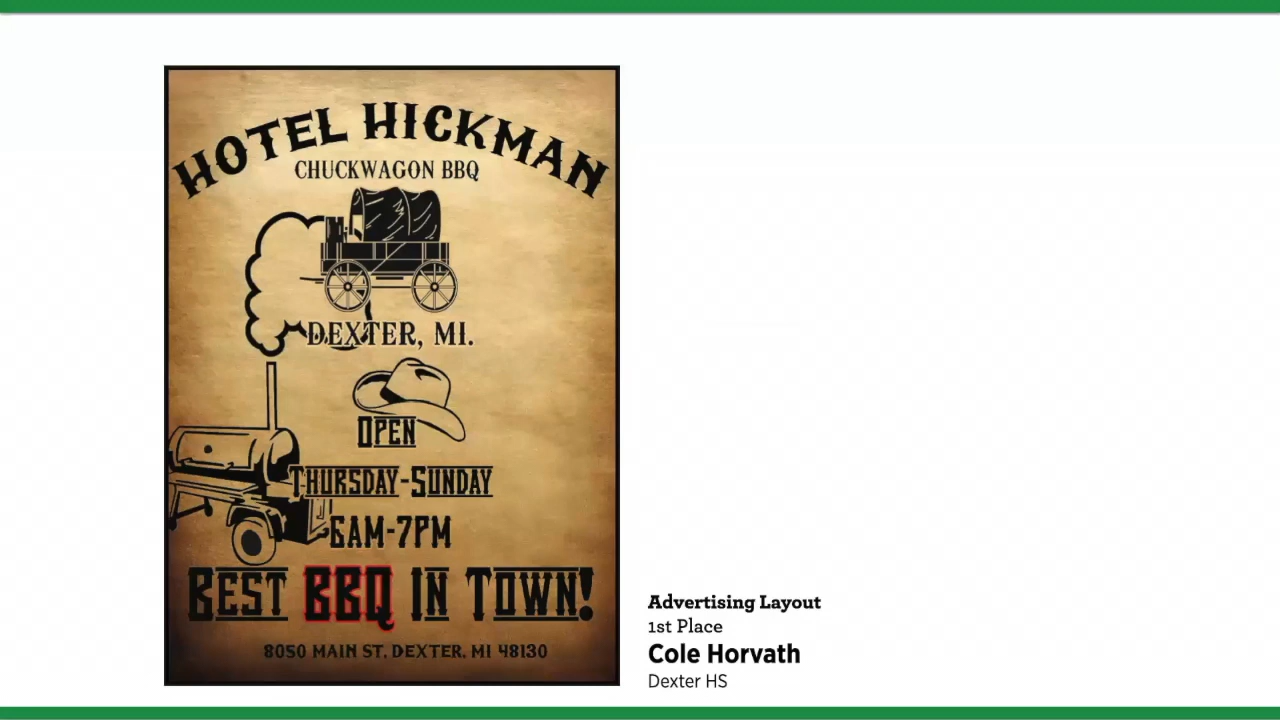 HOTEL HICKMAN
CHUCKWAGON BBQ
DEXTER, MI.
OPEN
THURSDAY-SUNDAY
6AM-7PM
BEST BBQ IN TOWN!
8050 MAIN ST. DEXTER, MI 48130
Advertising Layout
1st Place
Cole Horvath
Dexter HS